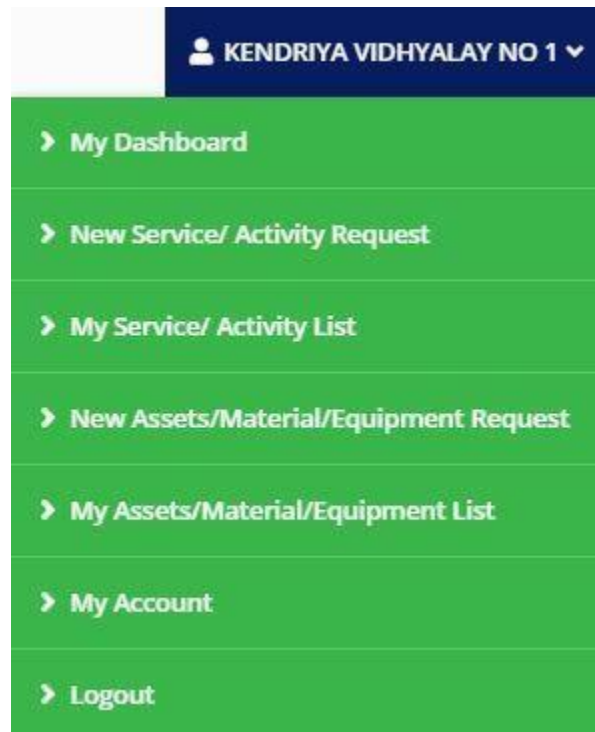 KENDRIYA VIDHYALAY NO 1
My Dashboard
New Service/ Activity Request
My Service/ Activity List
New Assets/Material/Equipment Request
My Assets/Material/Equipment List
My Account
Logout